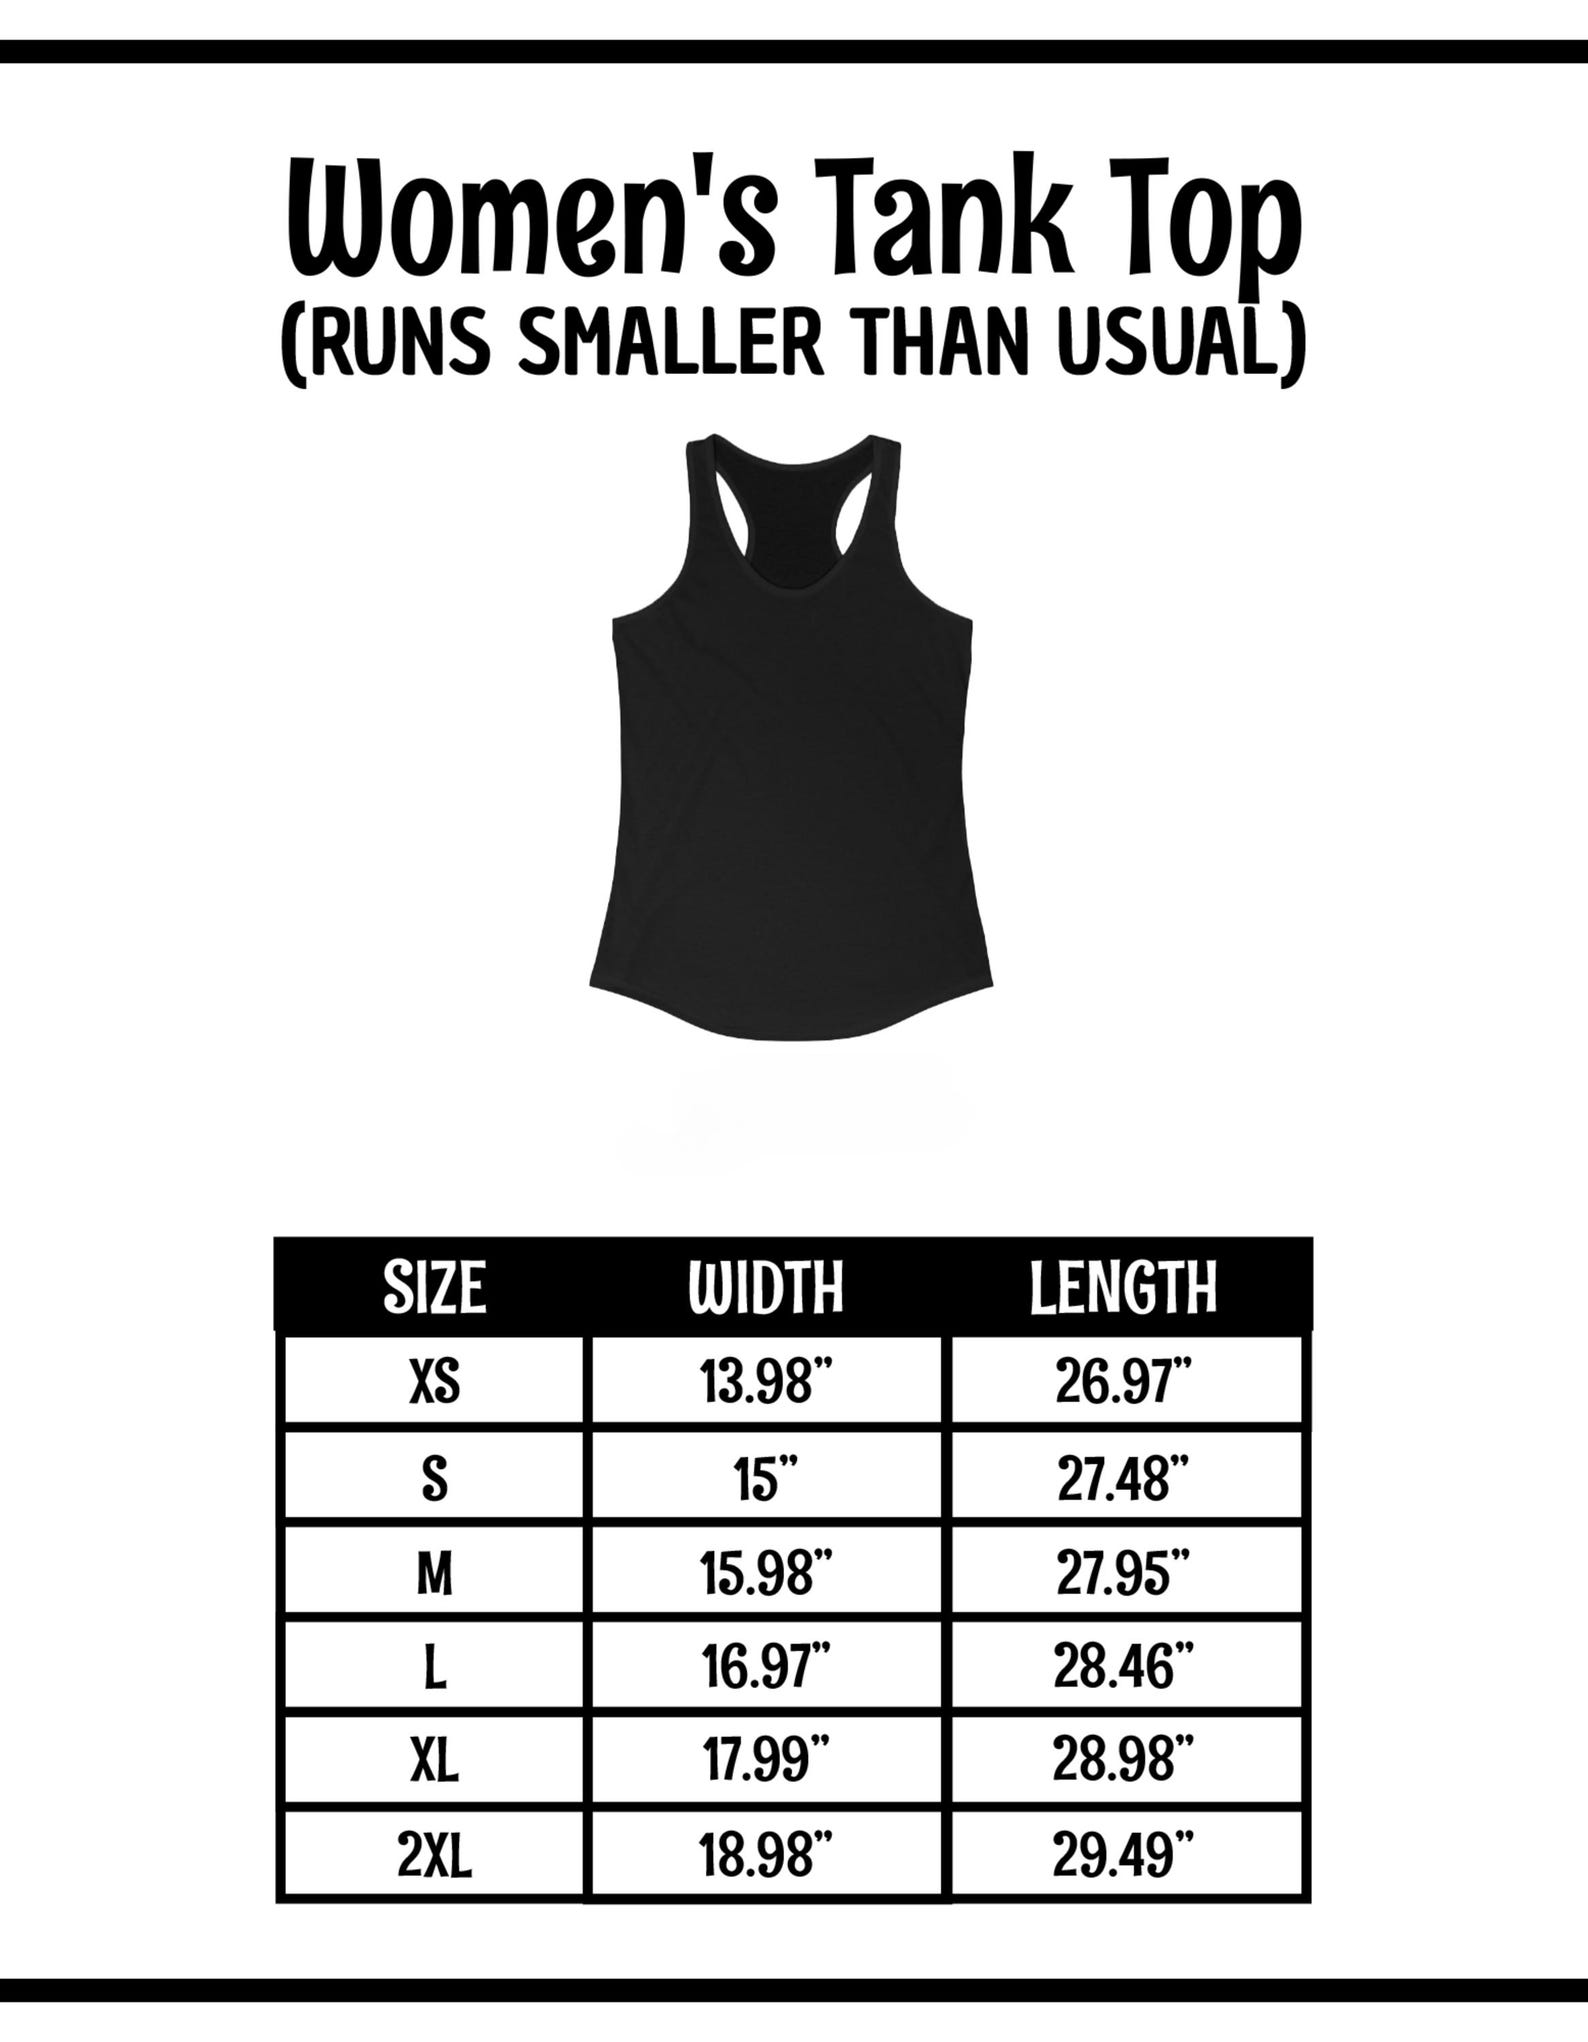 Women's Tank Top
(RUNS SMALLER THAN USUAL)
SIZE WIDTH LENGTH
XS 13.98” 26.97”
S 15” 27.48”
M 15.98” 27.95”
L 16.97” 28.46”
XL 17.99” 28.98”
2XL 18.98” 29.49”